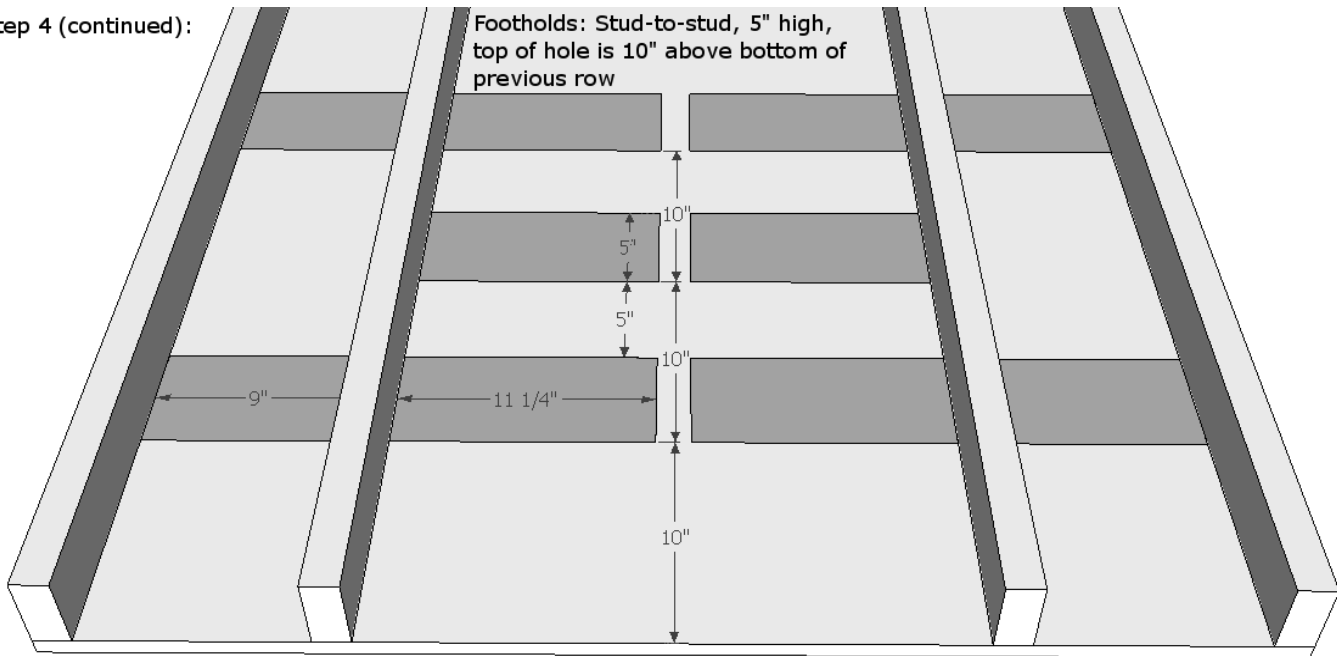 tep 4 (continued):
Footholds: Stud-to-stud, 5" high,
top of hole is 10" above bottom of
previous row
10"
5"
5"
10"
9"
11 1/4"
10"